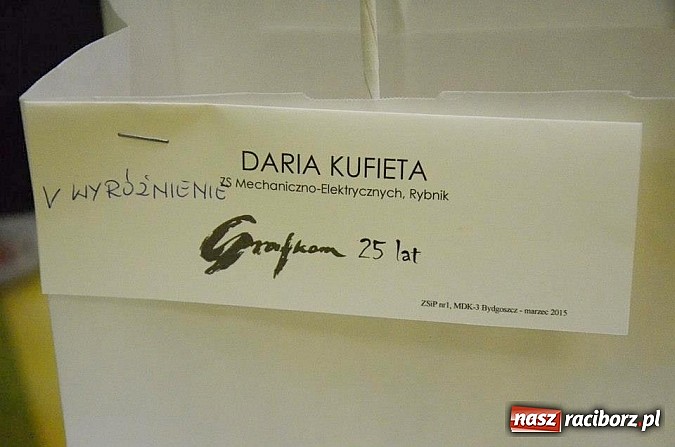 DARIA KUFIETA
ZS Mechaniczno-Elektrycznych, Rybnik
V WYRÓŻNIENIE
Grafkom 25 lat
ZSiP nr1, MDK-3 Bydgoszcz - marzec 2015
nasz raciborz.pl